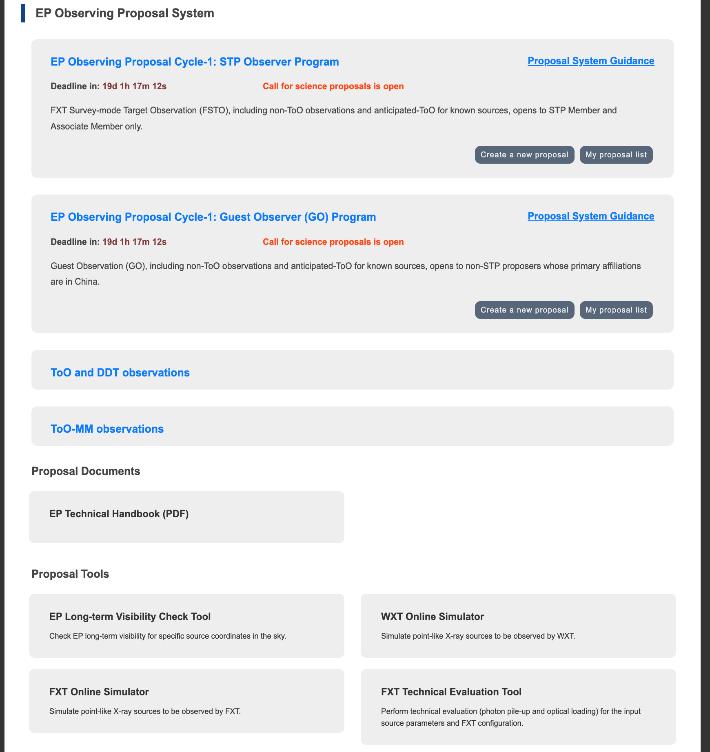 EP Observing Proposal System
EP Observing Proposal Cycle-1: STP Observer Program
Proposal System Guidance
Deadline in: 19d 1h 17m 12s
Call for science proposals is open
FXT Survey-mode Target Observation (FSTO), including non-ToO observations and anticipated-ToO for known sources, opens to STP Member and
Associate Member only.
Create a new proposal
My proposal list
EP Observing Proposal Cycle-1: Guest Observer (GO) Program
Proposal System Guidance
Deadline in: 19d 1h 17m 12s
Call for science proposals is open
Guest Observation (GO), including non-ToO observations and anticipated-ToO for known sources, opens to non-STP proposers whose primary affiliations
are in China.
Create a new proposal
My proposal list
ToO and DDT observations
ToO-MM observations
Proposal Documents
EP Technical Handbook (PDF)
Proposal Tools
EP Long-term Visibility Check Tool
Check EP long-term visibility for specific source coordinates in the sky.
WXT Online Simulator
Simulate point-like X-ray sources to be observed by WXT.
FXT Online Simulator
Simulate point-like X-ray sources to be observed by FXT.
FXT Technical Evaluation Tool
Perform technical evaluation (photon pile-up and optical loading) for the input
source parameters and FXT configuration.